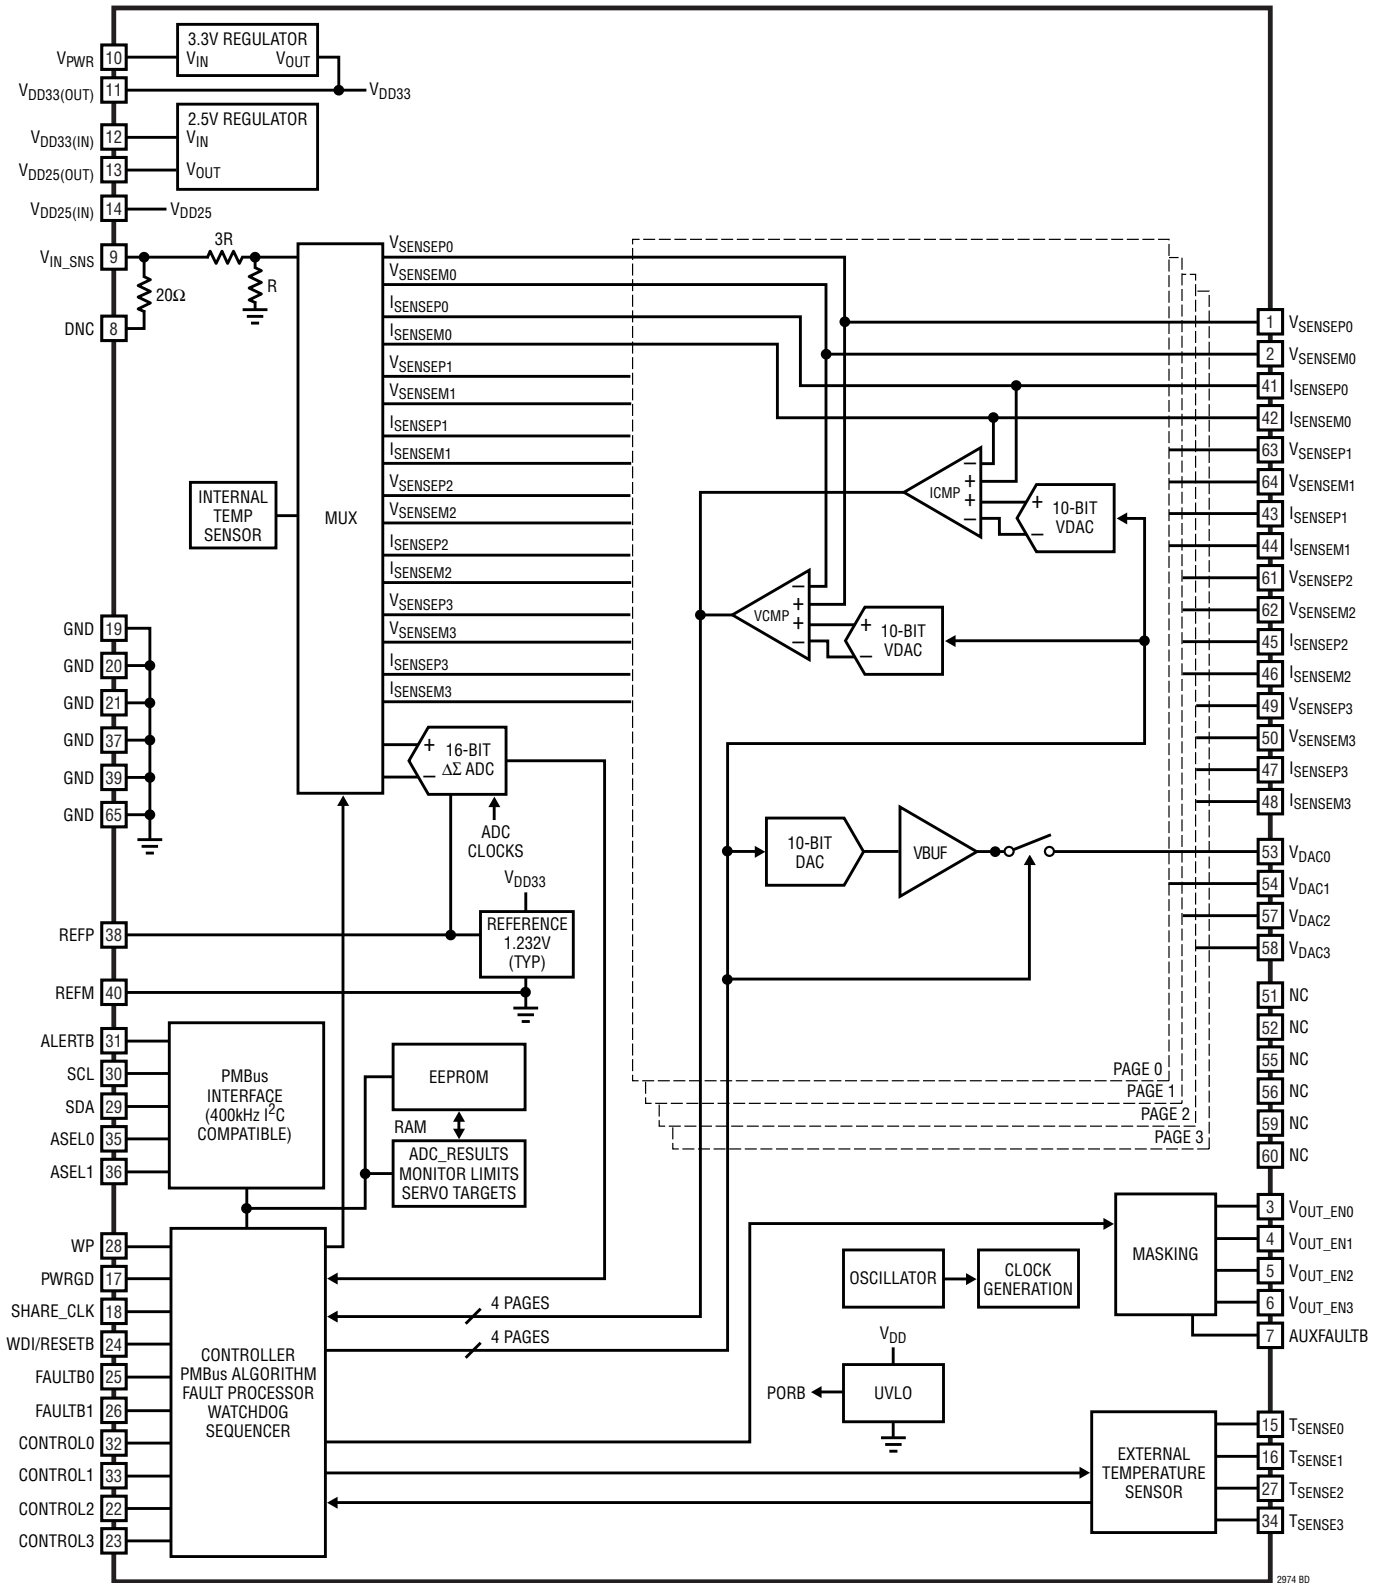 3.3V REGULATOR
VIN VOUT
VPWR 10
VDD33(OUT) 11
VDD33
2.5V REGULATOR
VIN
VOUT
VDD33(IN) 12
VDD25(OUT) 13
VDD25(IN) 14
VDD25
VIN_SNS 9
3R
R
20Ω
DNC 8
INTERNAL
TEMP
SENSOR
MUX
VSENSEP0
VSENSEM0
ISENSEP0
ISENSEM0
VSENSEP1
VSENSEM1
ISENSEP1
ISENSEM1
VSENSEP2
VSENSEM2
ISENSEP2
ISENSEM2
VSENSEP3
VSENSEM3
ISENSEP3
ISENSEM3
GND 19
GND 20
GND 21
GND 37
GND 39
GND 65
+
−
16-BIT
ΔΣ ADC
ADC
CLOCKS
VDD33
REFERENCE
1.232V
(TYP)
REFP 38
REFM 40
ALERTB 31
SCL 30
SDA 29
ASEL0 35
ASEL1 36
PMBus
INTERFACE
(400kHz I2C
COMPATIBLE)
EEPROM
RAM
ADC_RESULTS
MONITOR LIMITS
SERVO TARGETS
WP 28
PWRGD 17
SHARE_CLK 18
WDI/RESETB 24
FAULTB0 25
FAULTB1 26
CONTROL0 32
CONTROL1 33
CONTROL2 22
CONTROL3 23
CONTROLLER
PMBus ALGORITHM
FAULT PROCESSOR
WATCHDOG
SEQUENCER
4 PAGES
4 PAGES
ICMP
−
+
+
−
+
−
10-BIT
VDAC
VCMP
−
+
+
−
+
−
10-BIT
VDAC
10-BIT
DAC
VBUF
PAGE 0
PAGE 1
PAGE 2
PAGE 3
OSCILLATOR
CLOCK
GENERATION
VDD
PORB
UVLO
MASKING
EXTERNAL
TEMPERATURE
SENSOR
1 VSENSEP0
2 VSENSEM0
41 ISENSEP0
42 ISENSEM0
63 VSENSEP1
64 VSENSEM1
43 ISENSEP1
44 ISENSEM1
61 VSENSEP2
62 VSENSEM2
45 ISENSEP2
46 ISENSEM2
49 VSENSEP3
50 VSENSEM3
47 ISENSEP3
48 ISENSEM3
53 VDAC0
54 VDAC1
57 VDAC2
58 VDAC3
51 NC
52 NC
55 NC
56 NC
59 NC
60 NC
3 VOUT_EN0
4 VOUT_EN1
5 VOUT_EN2
6 VOUT_EN3
7 AUXFAULTB
15 TSENSE0
16 TSENSE1
27 TSENSE2
34 TSENSE3
2974 BD